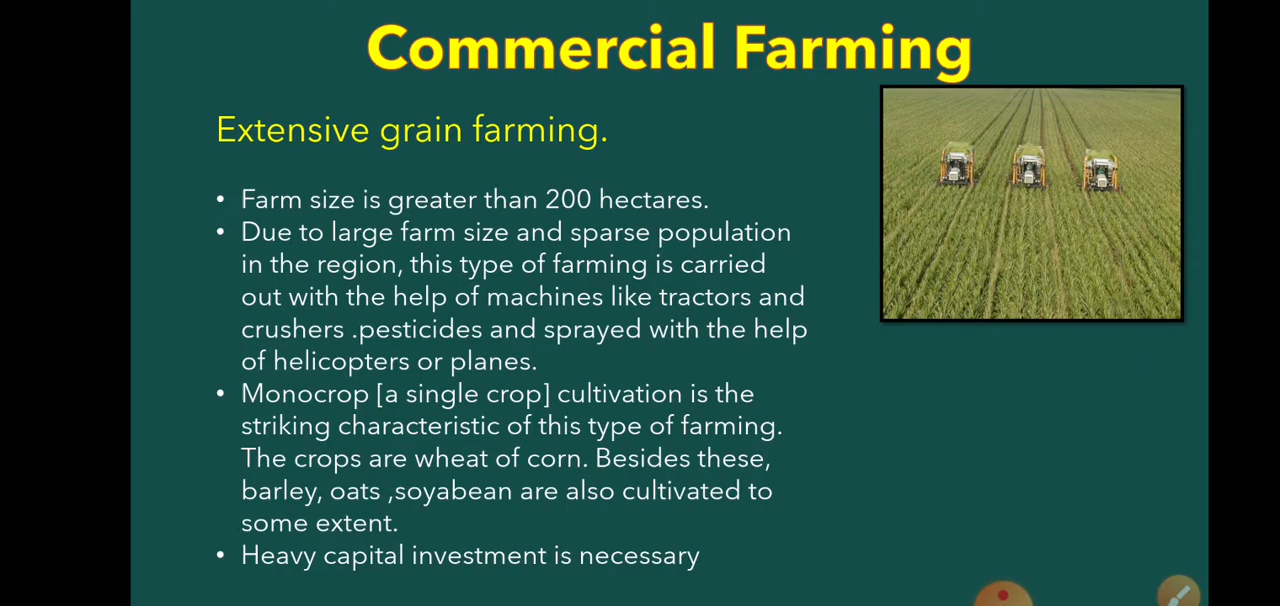 Commercial Farming
Extensive grain farming.
• Farm size is greater than 200 hectares.
• Due to large farm size and sparse population
in the region, this type of farming is carried
out with the help of machines like tractors and
crushers .pesticides and sprayed with the help
of helicopters or planes.
• Monocrop [a single crop] cultivation is the
striking characteristic of this type of farming.
The crops are wheat of corn. Besides these,
barley, oats ,soyabean are also cultivated to
some extent.
• Heavy capital investment is necessary